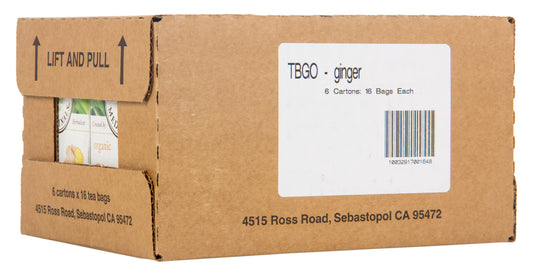 LIFT AND PULL
organic
6 cartons x 16 tea bags
4515 Ross Road, Sebastopol CA 95472
TBGO - ginger
6 Cartons: 16 Bags Each
10032917001848
4515 Ross Road, Sebastopol CA 95472